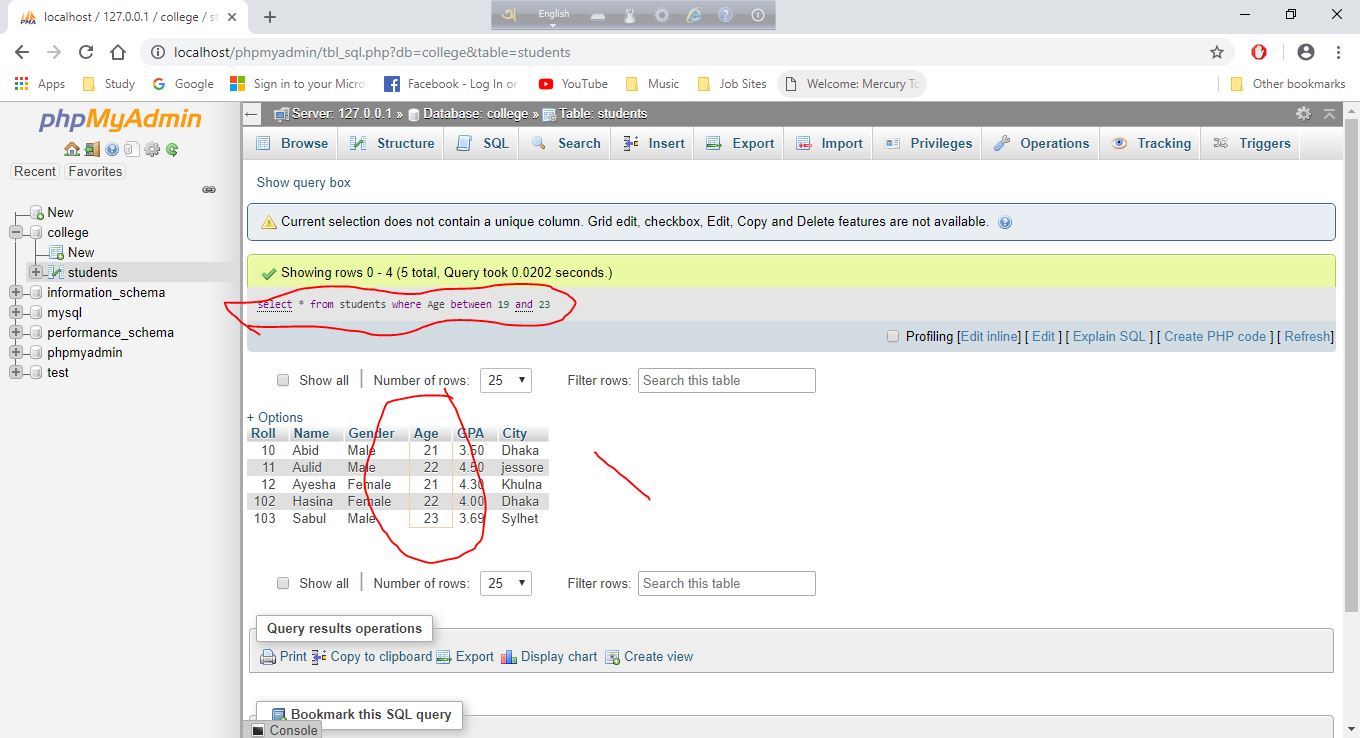 localhost / 127.0.0.1 / college / st
English
localhost/phpmyadmin/tbl_sql.php?db=college&table=students
Apps Study Google Sign in to your Micro Facebook - Log In or YouTube Music Job Sites Welcome: Mercury To Other bookmarks
phpMyAdmin
Recent Favorites
New
college
New
students
information_schema
mysql
performance_schema
phpmyadmin
test
Server: 127.0.0.1 » Database: college » Table: students
Browse Structure SQL Search Insert Export Import Privileges Operations Tracking Triggers
Show query box
Current selection does not contain a unique column. Grid edit, checkbox, Edit, Copy and Delete features are not available.
Showing rows 0 - 4 (5 total, Query took 0.0202 seconds.)
select * from students where Age between 19 and 23
Profiling [Edit inline] [ Edit ] [ Explain SQL ] [ Create PHP code ] [ Refresh]
Show all | Number of rows: 25 Filter rows: Search this table
+ Options
Roll Name Gender Age GPA City
10 Abid Male 21 3.50 Dhaka
11 Aulid Male 22 4.50 jessore
12 Ayesha Female 21 4.30 Khulna
102 Hasina Female 22 4.00 Dhaka
103 Sabul Male 23 3.69 Sylhet
Show all | Number of rows: 25 Filter rows: Search this table
Query results operations
Print Copy to clipboard Export Display chart Create view
Bookmark this SQL query
Console